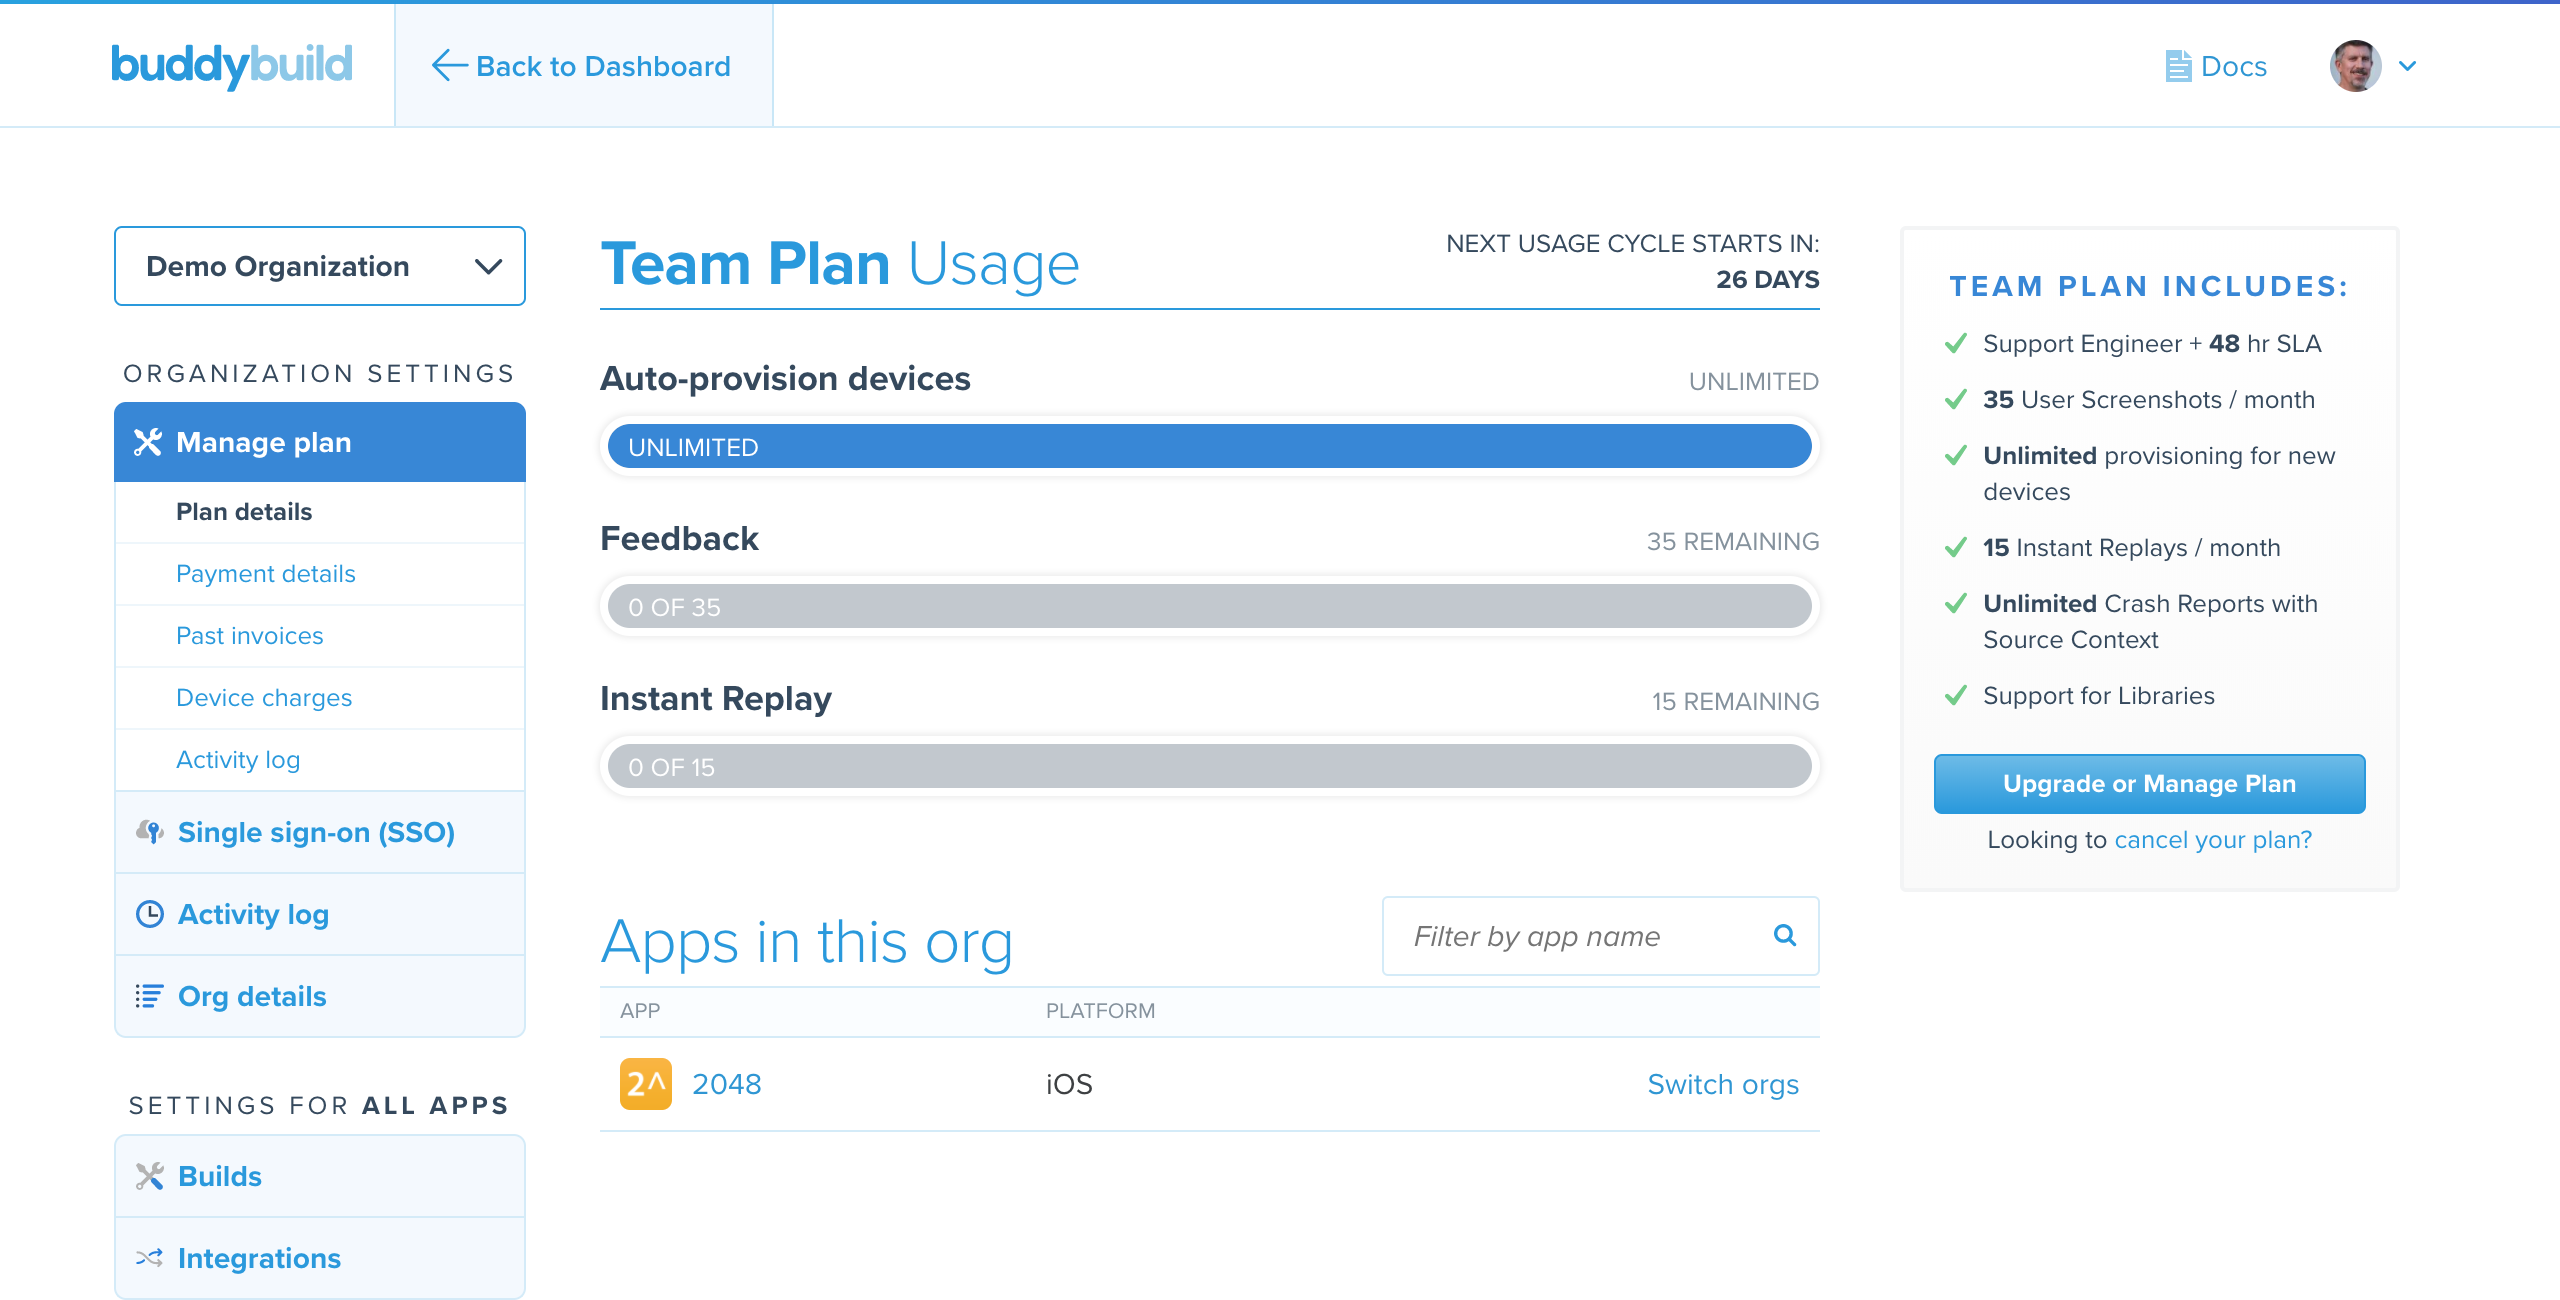 buddybuild
Back to Dashboard
Docs
Demo Organization
ORGANIZATION SETTINGS
Manage plan
Plan details
Payment details
Past invoices
Device charges
Activity log
Single sign-on (SSO)
Activity log
Org details
SETTINGS FOR ALL APPS
Builds
Integrations
Team Plan Usage
NEXT USAGE CYCLE STARTS IN:
26 DAYS
Auto-provision devices
UNLIMITED
UNLIMITED
Feedback
35 REMAINING
0 OF 35
Instant Replay
15 REMAINING
0 OF 15
Apps in this org
Filter by app name
APP
PLATFORM
2^
2048
iOS
Switch orgs
TEAM PLAN INCLUDES:
Support Engineer + 48 hr SLA
35 User Screenshots / month
Unlimited provisioning for new
devices
15 Instant Replays / month
Unlimited Crash Reports with
Source Context
Support for Libraries
Upgrade or Manage Plan
Looking to cancel your plan?